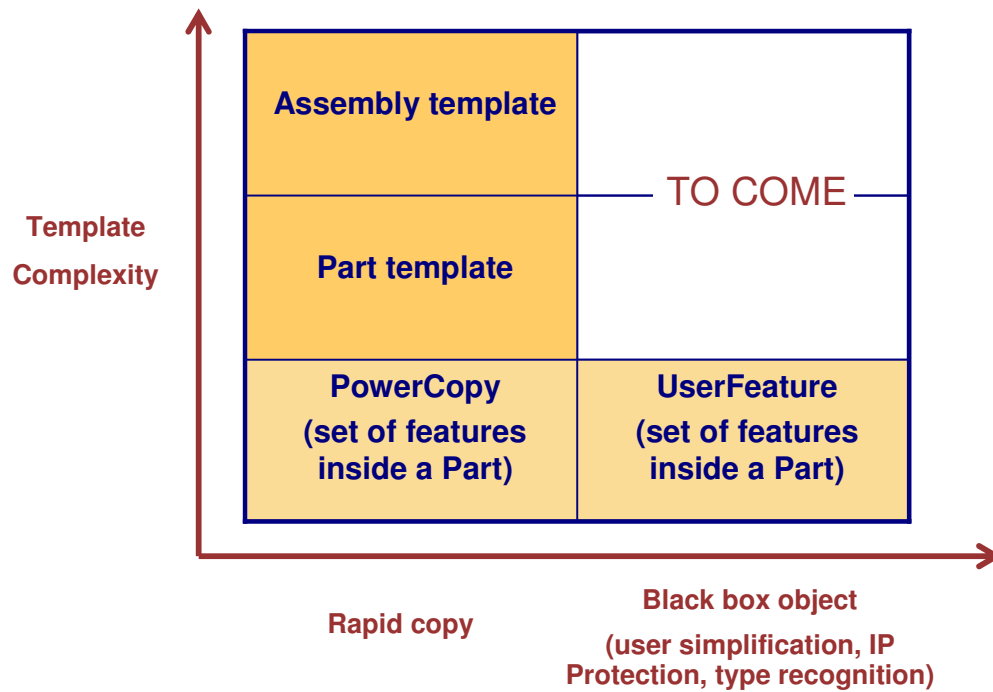 Assembly template
TO COME
Template
Complexity
Part template
PowerCopy
(set of features
inside a Part)
UserFeature
(set of features
inside a Part)
Rapid copy
Black box object
(user simplification, IP
Protection, type recognition)